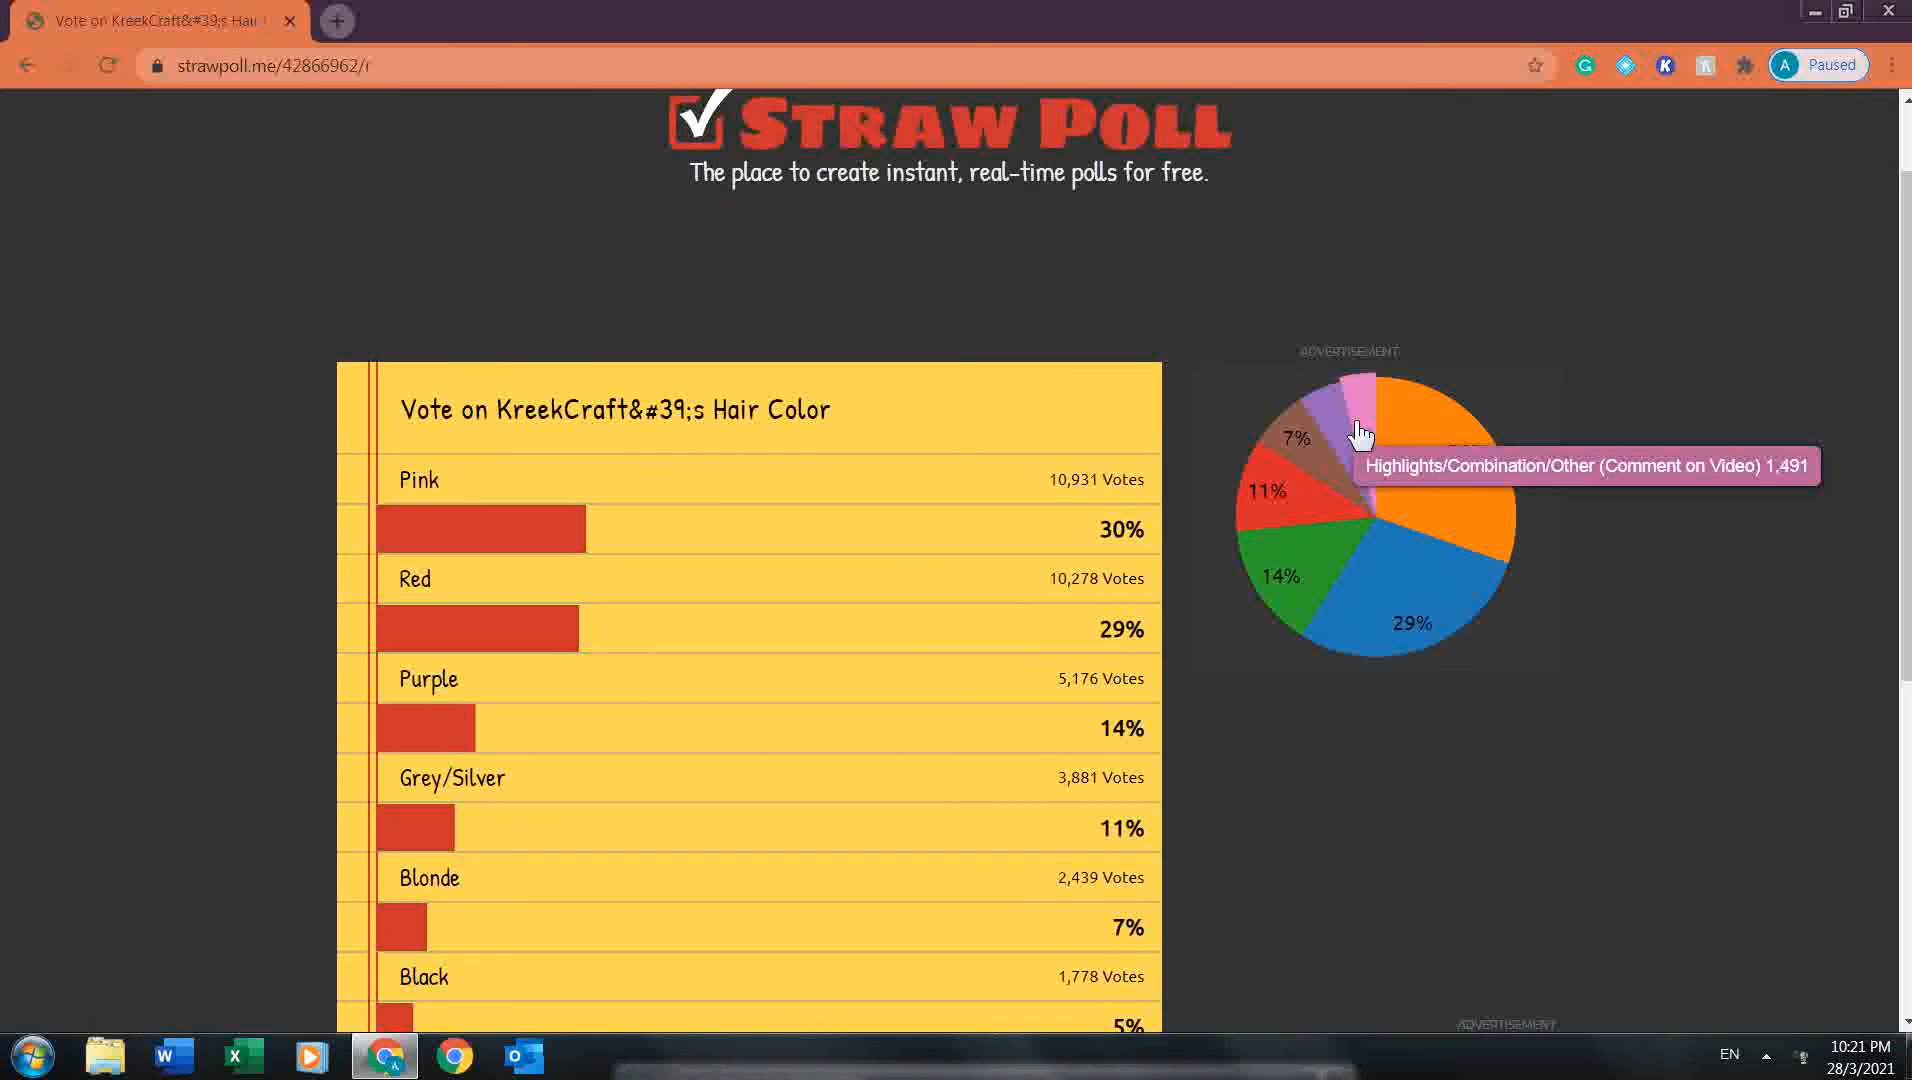 Vote on KreekCraft&#39;s Hair
strawpoll.me/42866962/r
A Paused
STRAW POLL
The place to create instant, real-time polls for free.
ADVERTISEMENT
Vote on KreekCraft&#39;s Hair Color
Pink 10,931 Votes
30%
Red 10,278 Votes
29%
Purple 5,176 Votes
14%
Grey/Silver 3,881 Votes
11%
Blonde 2,439 Votes
7%
Black 1,778 Votes
5%
7%
Highlights/Combination/Other (Comment on Video) 1,491
11%
14%
29%
ADVERTISEMENT
EN
10:21 PM
28/3/2021